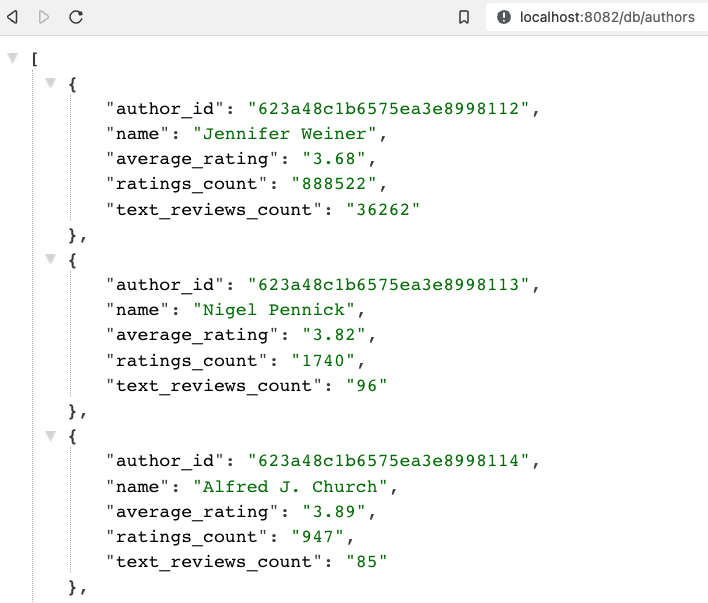 localhost:8082/db/authors
[
{
"author_id": "623a48c1b6575ea3e8998112",
"name": "Jennifer Weiner",
"average_rating": "3.68",
"ratings_count": "888522",
"text_reviews_count": "36262"
},
{
"author_id": "623a48c1b6575ea3e8998113",
"name": "Nigel Pennick",
"average_rating": "3.82",
"ratings_count": "1740",
"text_reviews_count": "96"
},
{
"author_id": "623a48c1b6575ea3e8998114",
"name": "Alfred J. Church",
"average_rating": "3.89",
"ratings_count": "947",
"text_reviews_count": "85"
},